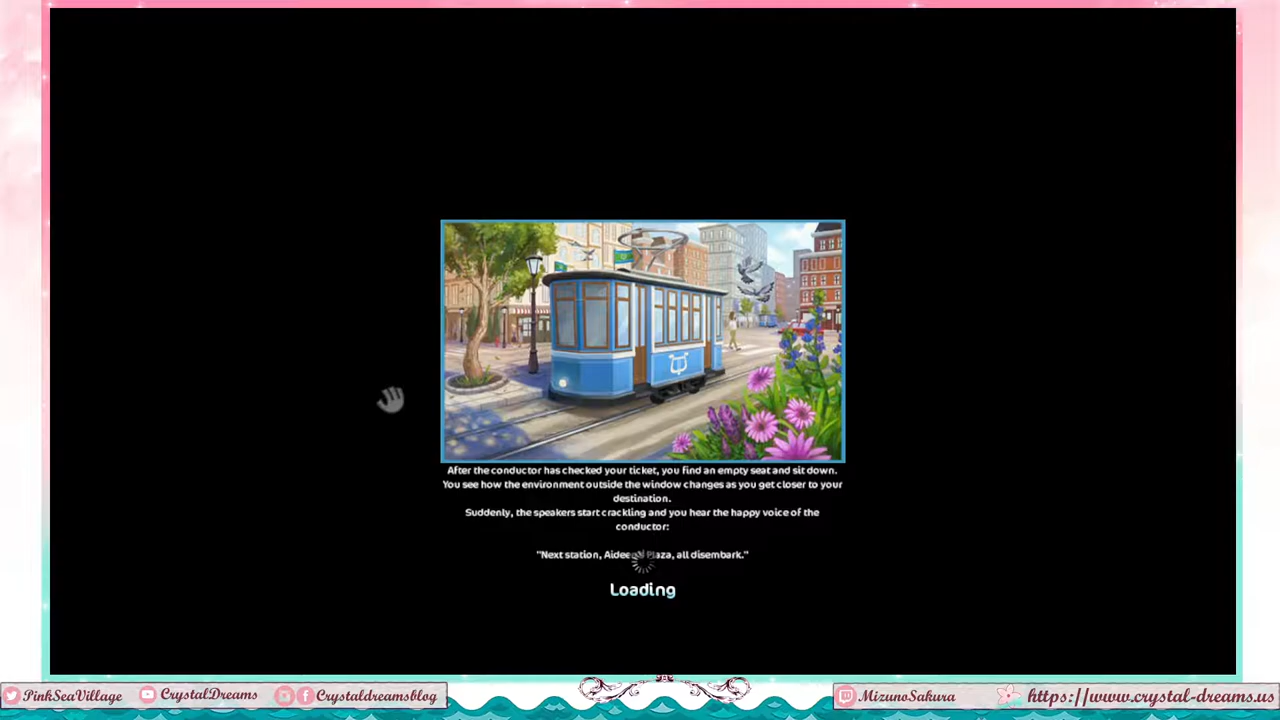 After the conductor has checked your ticket, you find an empty seat and sit down.
You see how the environment outside the window changes as you get closer to your
destination.
Suddenly, the speakers start crackling and you hear the happy voice of the
conductor:
"Next station, Aideen Plaza, all disembark."
Loading
PinkSeaVillage
CrystalDreams
Crystaldreamsblog
MizunoSakura
https://www.crystal-dreams.us